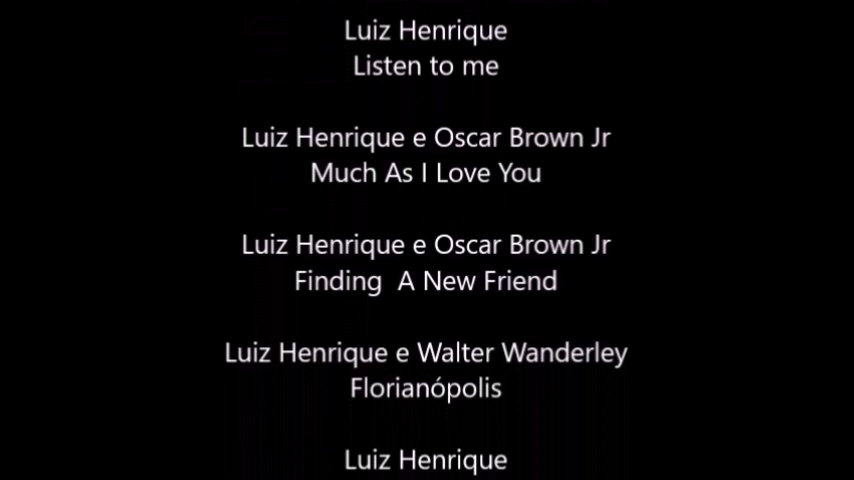 Luiz Henrique
Listen to me
Luiz Henrique e Oscar Brown Jr
Much As I Love You
Luiz Henrique e Oscar Brown Jr
Finding  A New Friend
Luiz Henrique e Walter Wanderley
Florianópolis
Luiz Henrique